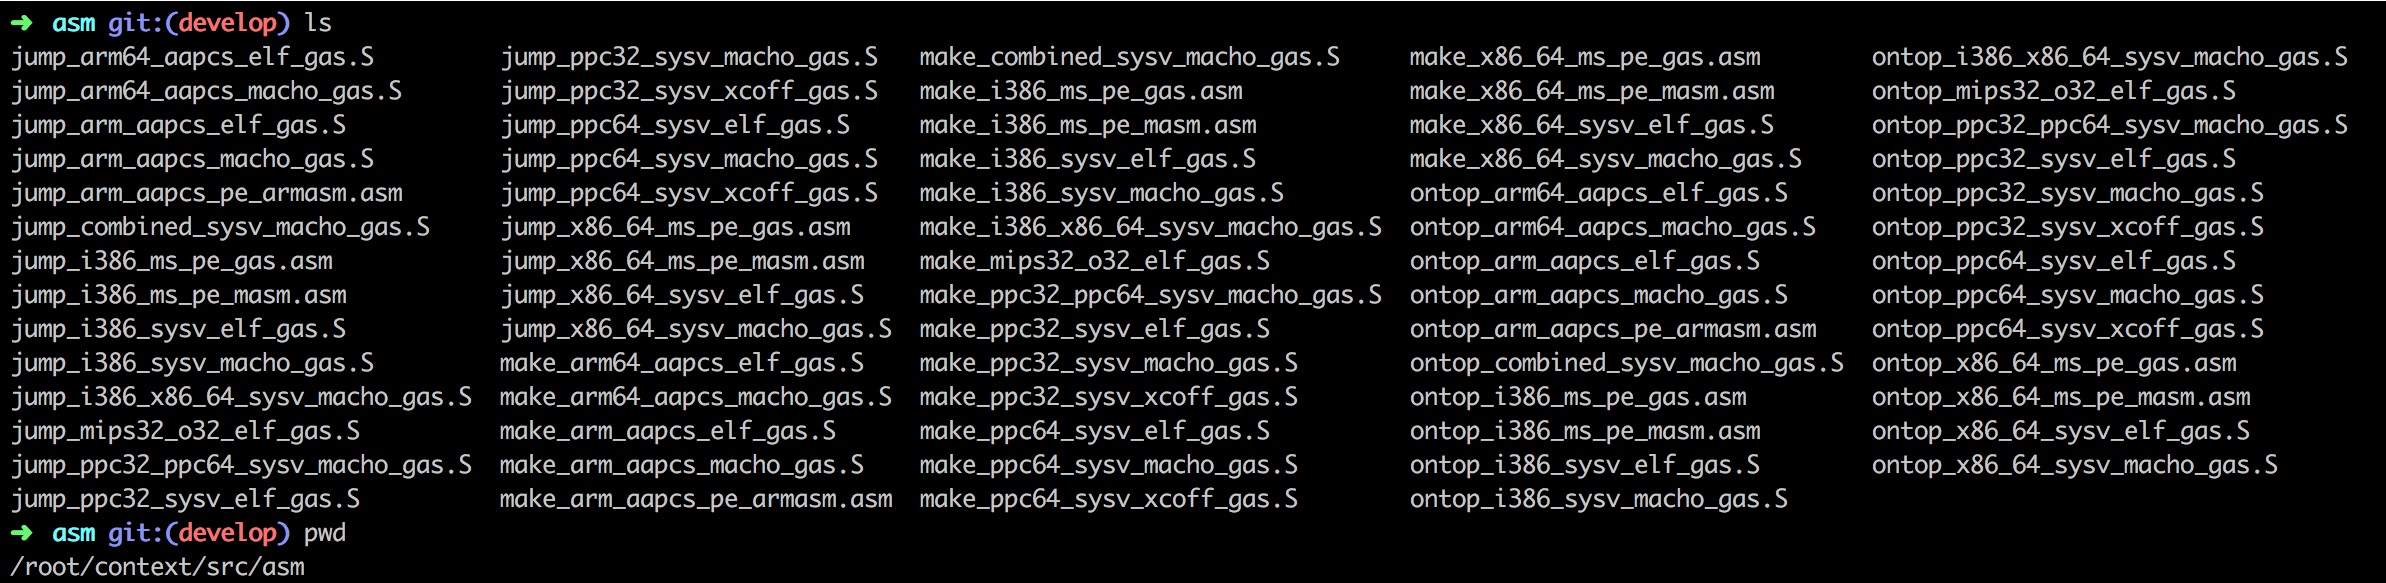 ➜ asm git:(develop) ls
jump_arm64_aapcs_elf_gas.S jump_ppc32_sysv_macho_gas.S make_combined_sysv_macho_gas.S make_x86_64_ms_pe_gas.asm ontop_i386_x86_64_sysv_macho_gas.S
jump_arm64_aapcs_macho_gas.S jump_ppc32_sysv_xcoff_gas.S make_i386_ms_pe_gas.asm make_x86_64_ms_pe_masm.asm ontop_mips32_o32_elf_gas.S
jump_arm_aapcs_elf_gas.S jump_ppc64_sysv_elf_gas.S make_i386_ms_pe_masm.asm make_x86_64_sysv_elf_gas.S ontop_ppc32_ppc64_sysv_macho_gas.S
jump_arm_aapcs_macho_gas.S jump_ppc64_sysv_macho_gas.S make_i386_sysv_elf_gas.S make_x86_64_sysv_macho_gas.S ontop_ppc32_sysv_elf_gas.S
jump_arm_aapcs_pe_armasm.asm jump_ppc64_sysv_xcoff_gas.S make_i386_sysv_macho_gas.S ontop_arm64_aapcs_elf_gas.S ontop_ppc32_sysv_macho_gas.S
jump_combined_sysv_macho_gas.S jump_x86_64_ms_pe_gas.asm make_i386_x86_64_sysv_macho_gas.S ontop_arm64_aapcs_macho_gas.S ontop_ppc32_sysv_xcoff_gas.S
jump_i386_ms_pe_gas.asm jump_x86_64_ms_pe_masm.asm make_mips32_o32_elf_gas.S ontop_arm_aapcs_elf_gas.S ontop_ppc64_sysv_elf_gas.S
jump_i386_ms_pe_masm.asm jump_x86_64_sysv_elf_gas.S make_ppc32_ppc64_sysv_macho_gas.S ontop_arm_aapcs_macho_gas.S ontop_ppc64_sysv_macho_gas.S
jump_i386_sysv_elf_gas.S jump_x86_64_sysv_macho_gas.S make_ppc32_sysv_elf_gas.S ontop_arm_aapcs_pe_armasm.asm ontop_ppc64_sysv_xcoff_gas.S
jump_i386_sysv_macho_gas.S make_arm64_aapcs_elf_gas.S make_ppc32_sysv_macho_gas.S ontop_combined_sysv_macho_gas.S ontop_x86_64_ms_pe_gas.asm
jump_i386_x86_64_sysv_macho_gas.S make_arm64_aapcs_macho_gas.S make_ppc32_sysv_xcoff_gas.S ontop_i386_ms_pe_gas.asm ontop_x86_64_ms_pe_masm.asm
jump_mips32_o32_elf_gas.S make_arm_aapcs_elf_gas.S make_ppc64_sysv_elf_gas.S ontop_i386_ms_pe_masm.asm ontop_x86_64_sysv_elf_gas.S
jump_ppc32_ppc64_sysv_macho_gas.S make_arm_aapcs_macho_gas.S make_ppc64_sysv_macho_gas.S ontop_i386_sysv_elf_gas.S ontop_x86_64_sysv_macho_gas.S
jump_ppc32_sysv_elf_gas.S make_arm_aapcs_pe_armasm.asm make_ppc64_sysv_xcoff_gas.S ontop_i386_sysv_macho_gas.S
➜ asm git:(develop) pwd
/root/context/src/asm